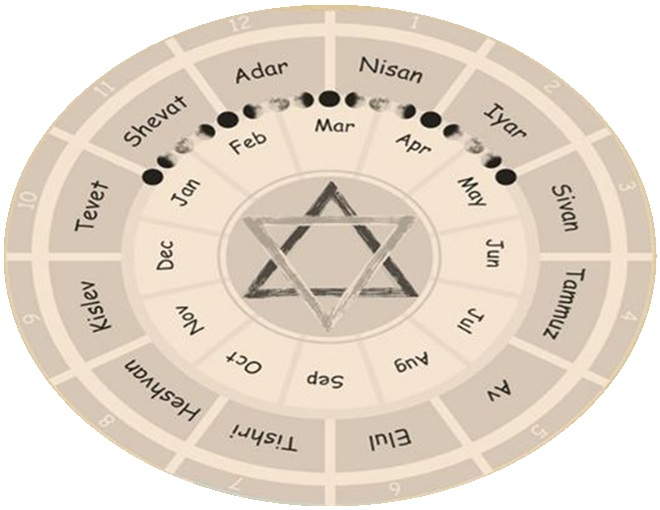 1
2
3
4
5
6
7
8
9
10
11
12
Nisan
Iyar
Sivan
Tammuz
Av
Elul
Tishri
Heshvan
Kislev
Tevet
Shevat
Adar
Mar
Apr
May
Jun
Jul
Aug
Sep
Oct
Nov
Dec
Jan
Feb